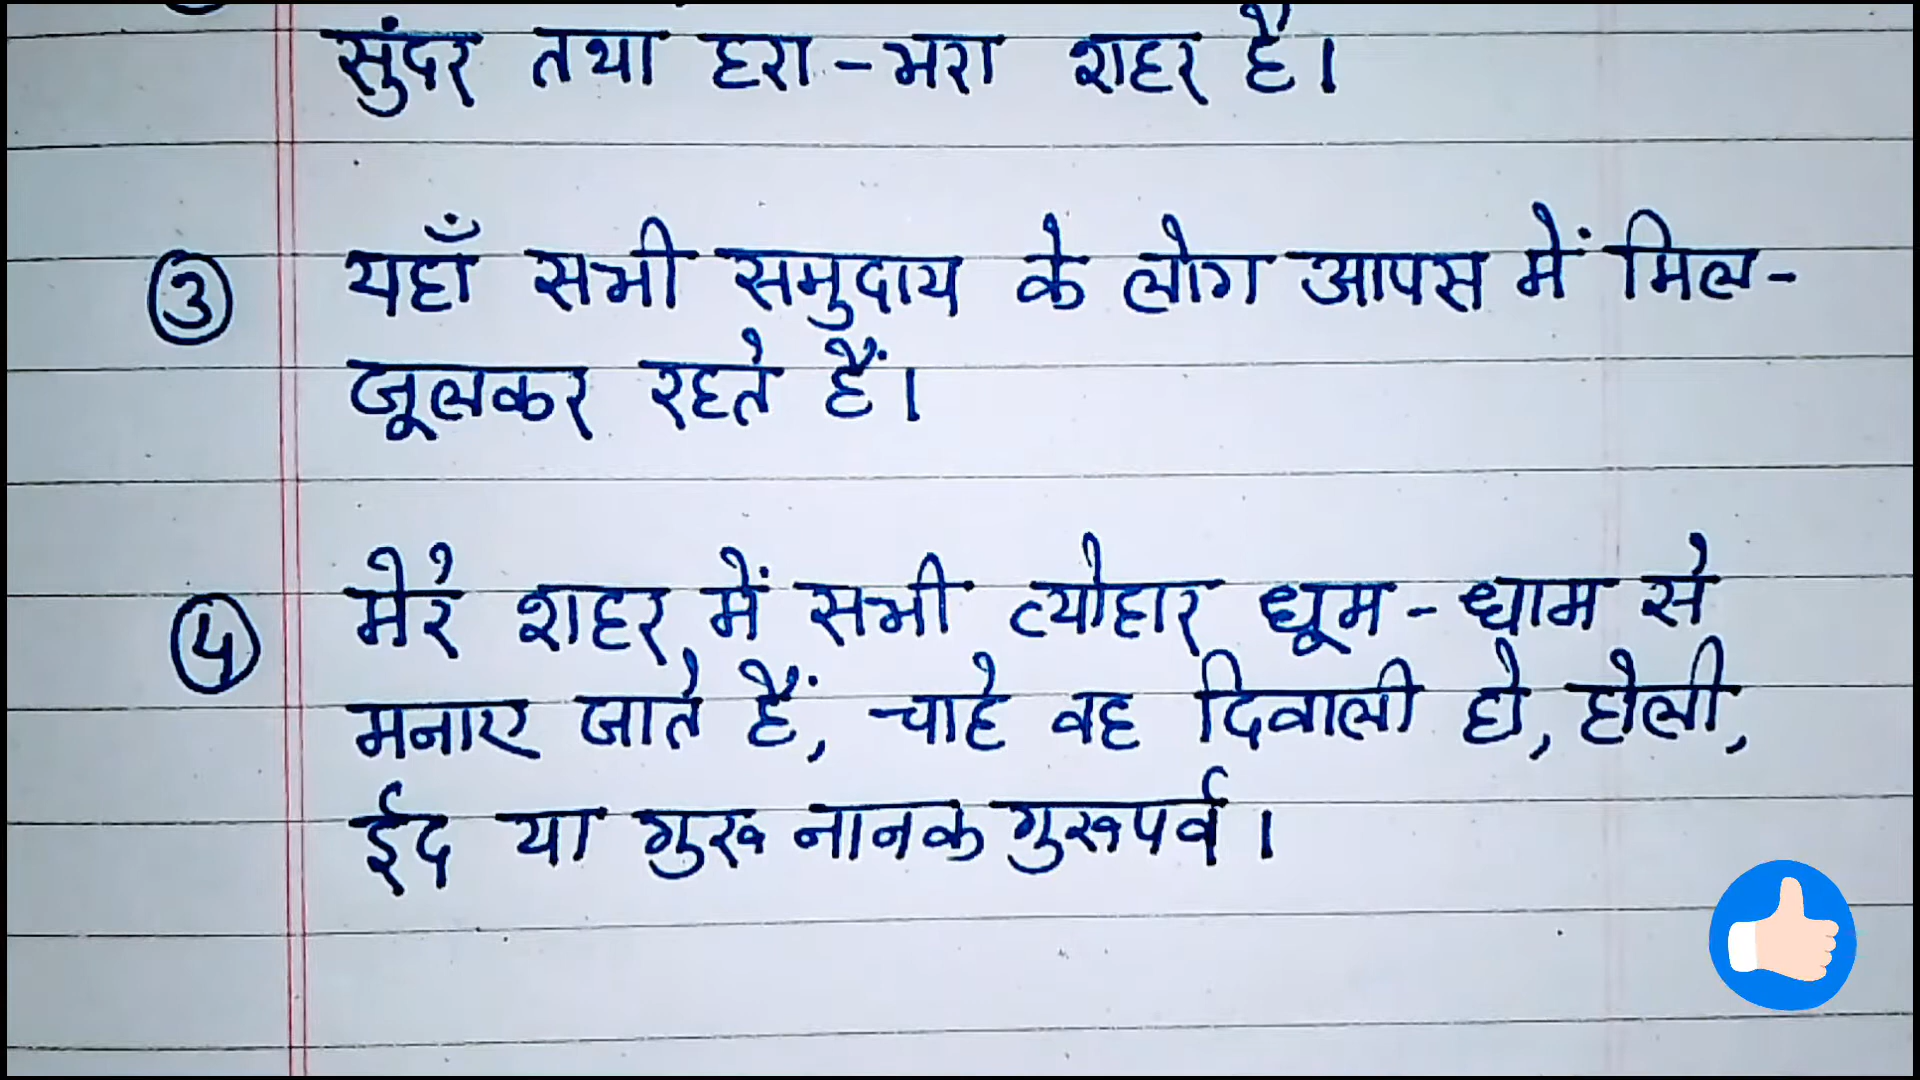 सुंदर तथा हरा-भरा शहर है।
③ यहाँ सभी समुदाय के लोग आपस में मिल-
जूलकर रहते हैं।
④ मेरे शहर में सभी त्योहार धूम-धाम से
मनाए जाते हैं, चाहे वह दिवाली हो, होली,
ईद या गुरु नानक गुरुपर्व।